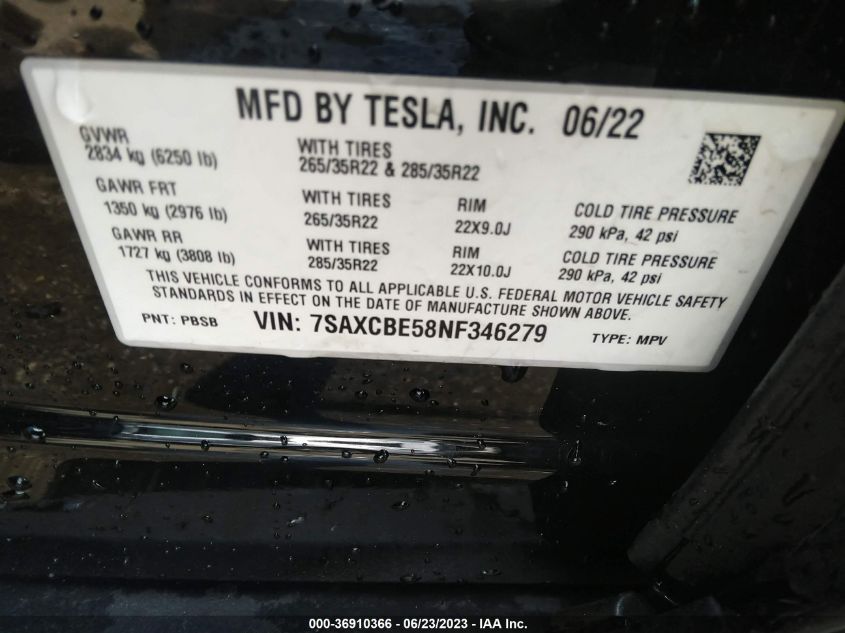 MFD BY TESLA, INC. 06/22
GVWR
2834 kg (6250 lb)
WITH TIRES
265/35R22 & 285/35R22
GAWR FRT
1350 kg (2976 lb)
WITH TIRES
265/35R22
RIM
22X9.0J
COLD TIRE PRESSURE
290 kPa, 42 psi
GAWR RR
1727 kg (3808 lb)
WITH TIRES
285/35R22
RIM
22X10.0J
COLD TIRE PRESSURE
290 kPa, 42 psi
THIS VEHICLE CONFORMS TO ALL APPLICABLE U.S. FEDERAL MOTOR VEHICLE SAFETY
STANDARDS IN EFFECT ON THE DATE OF MANUFACTURE SHOWN ABOVE.
PNT: PBSB VIN: 7SAXCBE58NF346279 TYPE: MPV
000-36910366 - 06/23/2023 - IAA Inc.